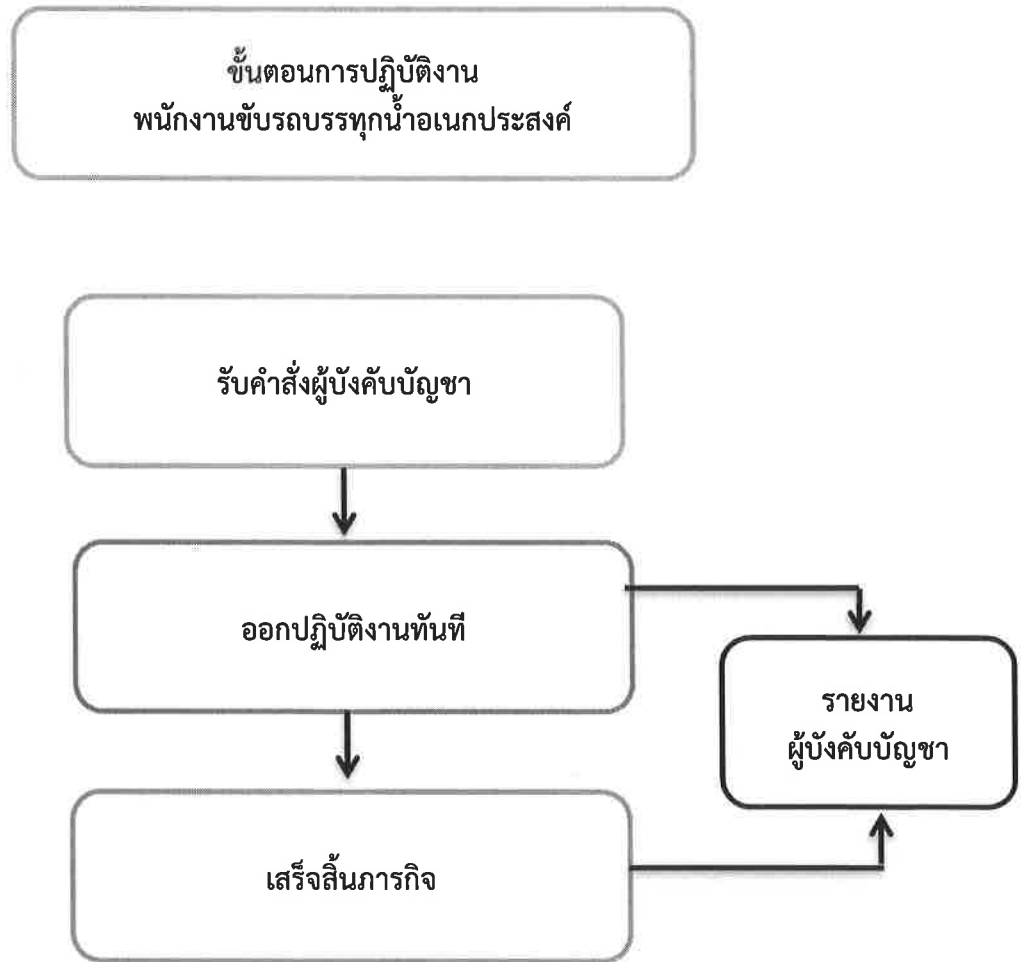 ขั้นตอนการปฏิบัติงาน
พนักงานขับรถบรรทุกน้ำอเนกประสงค์
รับคำสั่งผู้บังคับบัญชา
ออกปฏิบัติงานทันที
รายงาน
ผู้บังคับบัญชา
เสร็จสิ้นภารกิจ